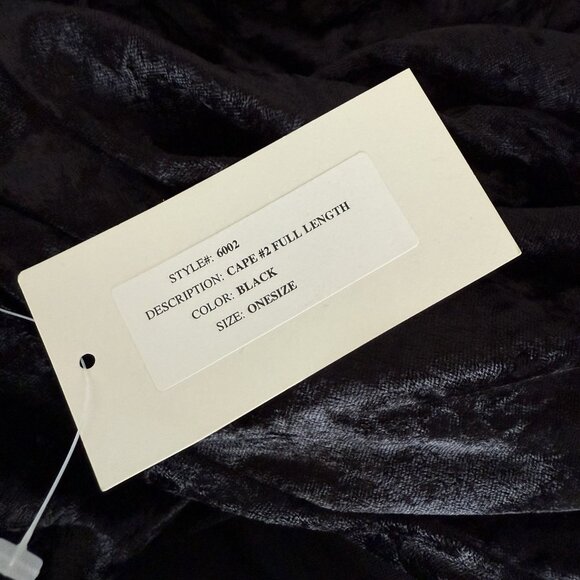 STYLE#: 6002
DESCRIPTION: CAPE #2 FULL LENGTH
COLOR: BLACK
SIZE: ONESIZE